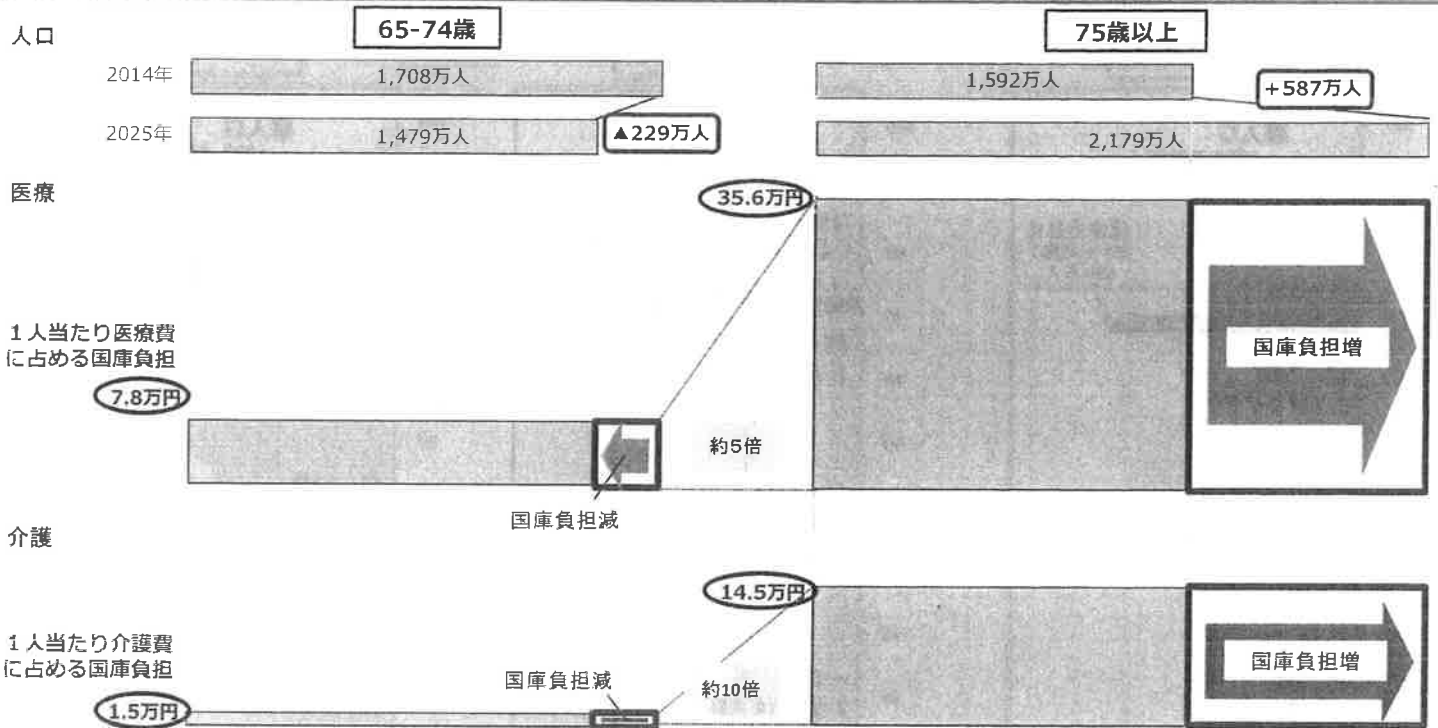 人口
65-74歳
75歳以上
2014年
1,708万人
1,592万人
+587万人
2025年
1,479万人
▲229万人
2,179万人
医療
35.6万円
1人当たり医療費
に占める国庫負担
7.8万円
約5倍
国庫負担増
国庫負担減
介護
14.5万円
1人当たり介護費
に占める国庫負担
1.5万円
国庫負担減
約10倍
国庫負担増